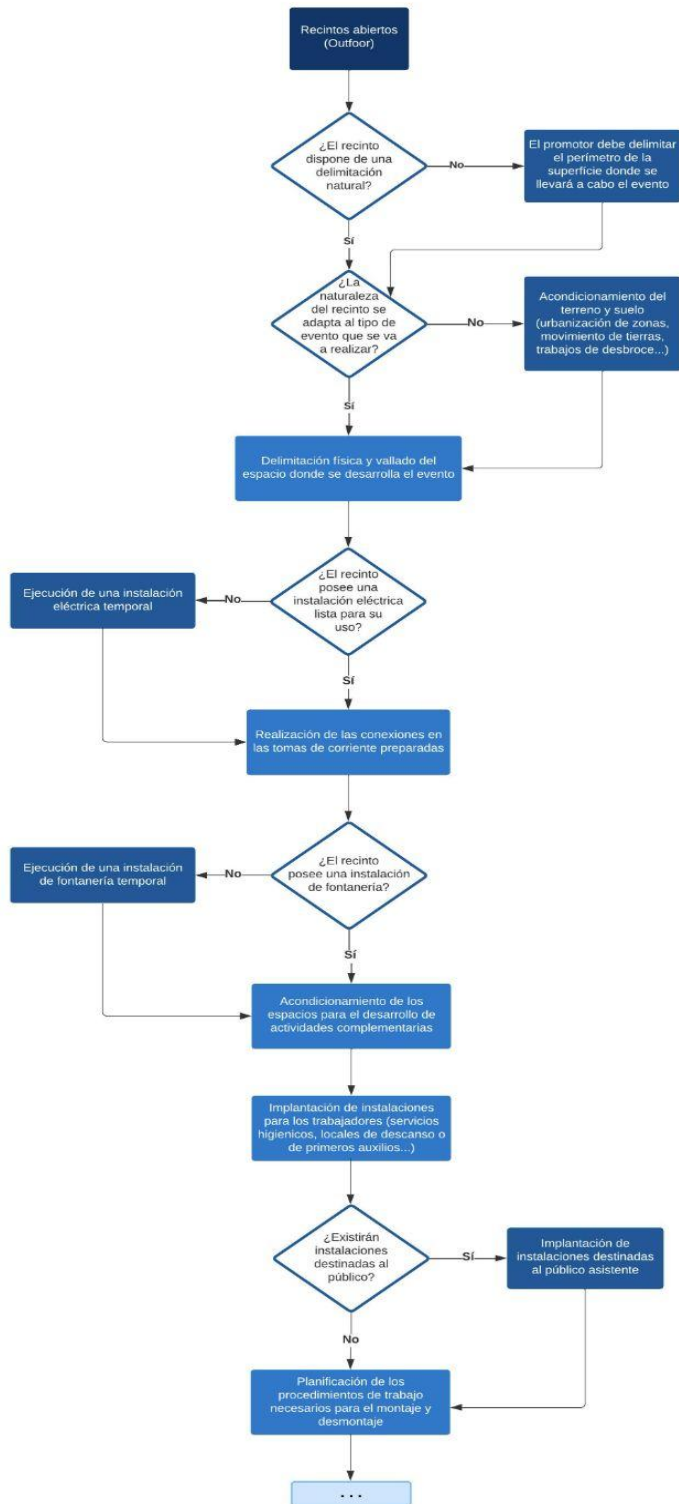 Recintos abiertos
(Outfoor)
¿El recinto
dispone de una
delimitación
natural?
No
El promotor debe delimitar
el perímetro de la
superfície donde se
llevará a cabo el evento
Sí
¿La
naturaleza
del recinto se
adapta al tipo de
evento que se va
a realizar?
No
Acondicionamiento del
terreno y suelo
(urbanización de zonas,
movimiento de tierras,
trabajos de desbroce...)
Sí
Delimitación física y vallado del
espacio donde se desarrolla el evento
¿El recinto
posee una
instalación eléctrica
lista para su
uso?
No
Ejecución de una instalación
eléctrica temporal
Sí
Realización de las conexiones en
las tomas de corriente preparadas
¿El recinto
posee una instalación
de fontanería?
No
Ejecución de una instalación
de fontanería temporal
Sí
Acondicionamiento de los
espacios para el desarrollo de
actividades complementarias
Implantación de instalaciones
para los trabajadores (servicios
higienicos, locales de descanso o
de primeros auxilios...)
¿Existirán
instalaciones
destinadas al
público?
Sí
Implantación de
instalaciones destinadas
al público asistente
No
Planificación de los
procedimientos de trabajo
necesarios para el montaje y
desmontaje
. . .